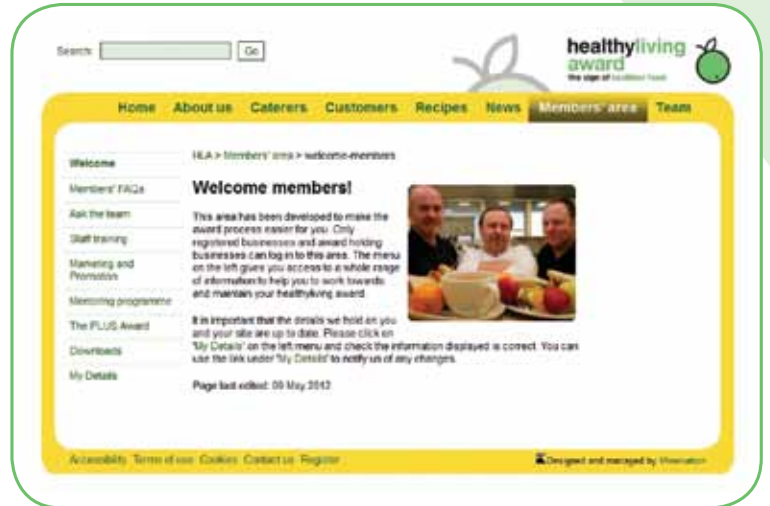 Search: Go
healthyliving
award
the sign of healthier food
Home About us Caterers Customers Recipes News Members' area Team
HLA > Members' area > welcome-members
Welcome
Members' FAQs
Ask the team
Staff training
Marketing and
Promotion
Mentoring programme
The PLUS Award
Downloads
My Details
Welcome members!
This area has been developed to make the
award process easier for you. Only
registered businesses and award holding
businesses can log in to this area. The menu
on the left gives you access to a whole range
of information to help you to work towards
and maintain your healthyliving award.
It is important that the details we hold on you
and your site are up to date. Please click on
'My Details' on the left menu and check the information displayed is correct. You can
use the link under 'My Details' to notify us of any changes.
Page last edited: 09 May 2012
Accessibility Terms of use Cookies Contact us Register
Designed and managed by